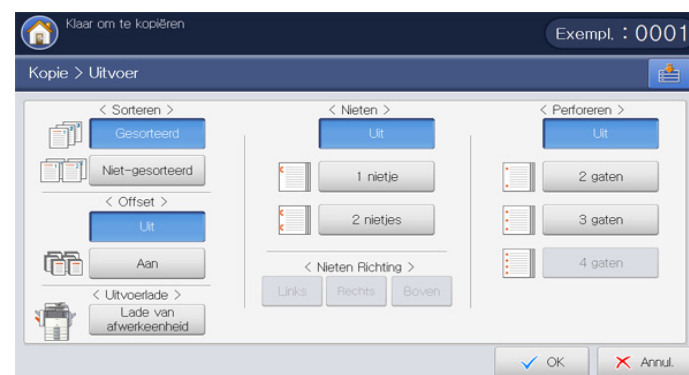 Klaar om te kopiëren
Exempl. : 0001
Kopie > Uitvoer
< Sorteren >
Gesorteerd
Niet-gesorteerd
< Offset >
Uit
Aan
< Uitvoerlade >
Lade van
afwerkeenheid
< Nieten >
Uit
1 nietje
2 nietjes
< Nieten Richting >
Links
Rechts
Boven
< Perforeren >
Uit
2 gaten
3 gaten
4 gaten
OK
Annul.